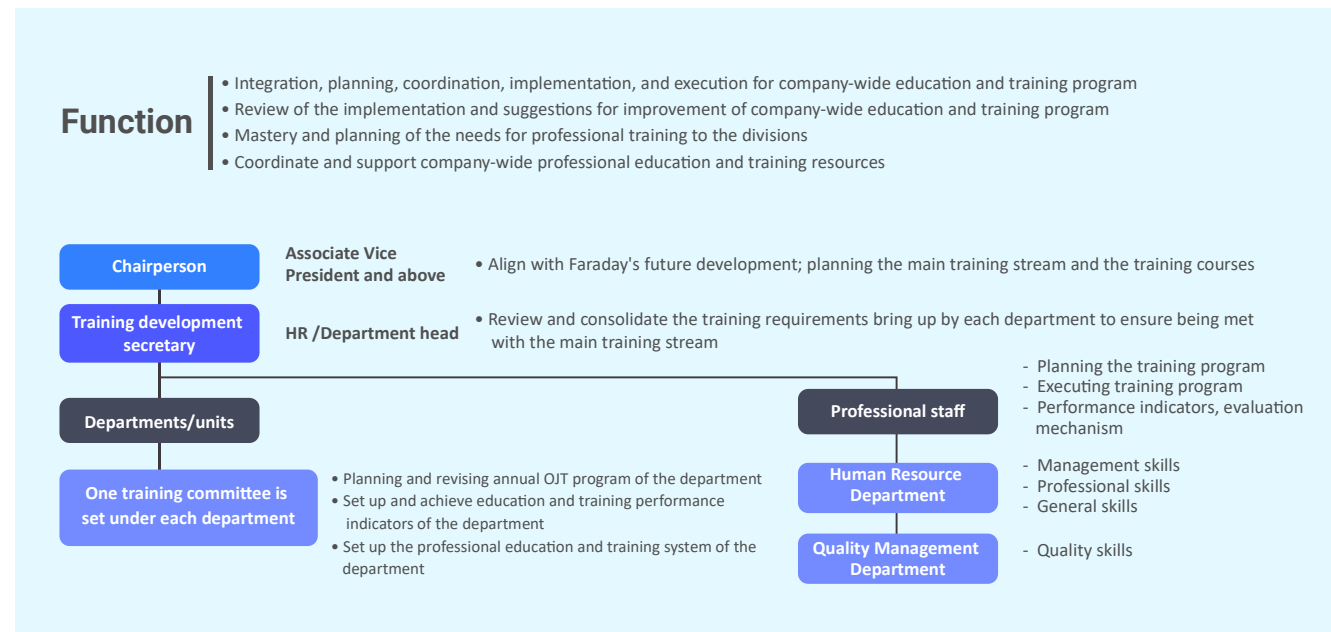 Function
• Integration, planning, coordination, implementation, and execution for company-wide education and training program
• Review of the implementation and suggestions for improvement of company-wide education and training program
• Mastery and planning of the needs for professional training to the divisions
• Coordinate and support company-wide professional education and training resources
Chairperson
Associate Vice
President and above
• Align with Faraday's future development; planning the main training stream and the training courses
Training development
secretary
HR /Department head
• Review and consolidate the training requirements bring up by each department to ensure being met
with the main training stream
Departments/units
One training committee is
set under each department
• Planning and revising annual OJT program of the department
• Set up and achieve education and training performance
indicators of the department
• Set up the professional education and training system of the
department
Professional staff
- Planning the training program
- Executing training program
- Performance indicators, evaluation
mechanism
Human Resource
Department
- Management skills
- Professional skills
- General skills
Quality Management
Department
- Quality skills